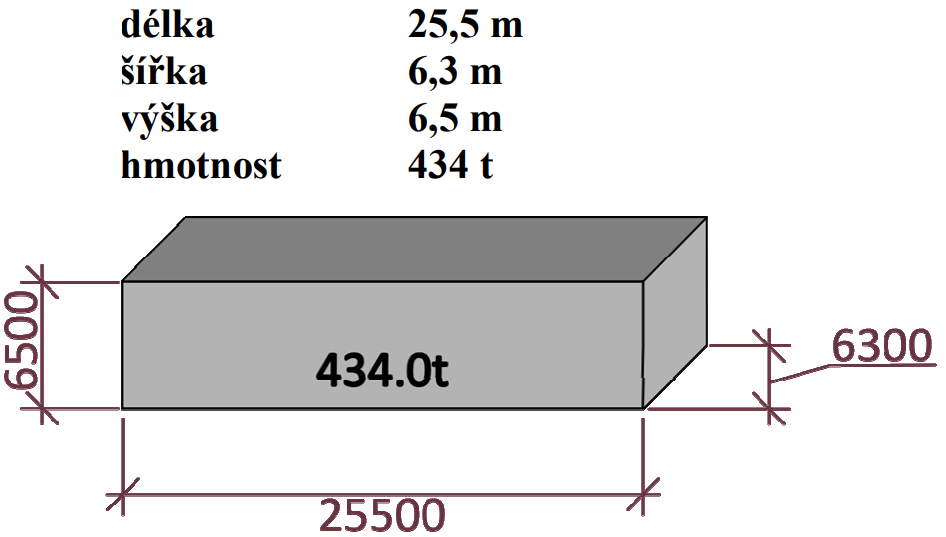 délka 25,5 m
šířka 6,3 m
výška 6,5 m
hmotnost 434 t
6500
434.0t
6300
25500